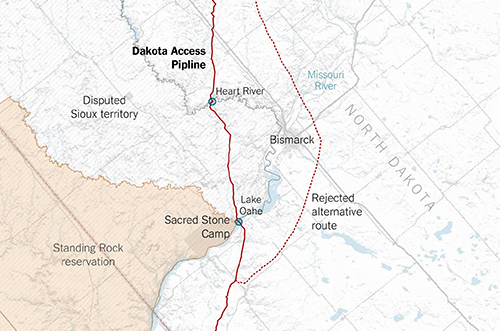 Dakota Access
Pipline
Heart River
Missouri
River
Disputed
Sioux territory
NORTH DAKOTA
Bismarck
Lake
Oahe
Rejected
alternative
route
Sacred Stone
Camp
Standing Rock
reservation